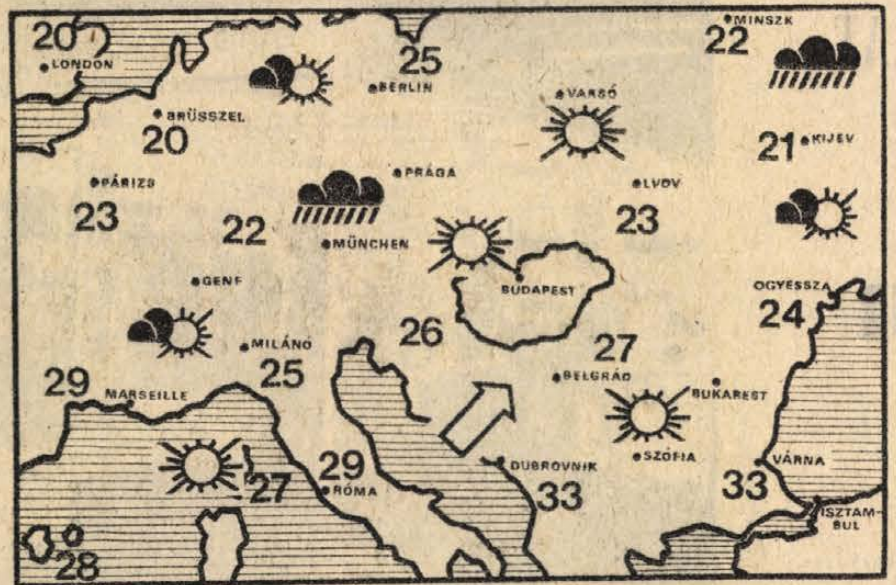 20
LONDON
BRÜSSZEL
20
PÁRIZS
23
25
BERLIN
VARSÓ
MINSZK
22
21
KIJEV
PRÁGA
LVOV
23
22
MÜNCHEN
GENF
BUDAPEST
OGYESSZA
24
26
27
MILÁNÓ
25
BELGRÁD
BUKAREST
29
MARSEILLE
27
29
RÓMA
DUBROVNIK
33
SZÓFIA
33
VÁRNA
ISZTAM-
BUL
28